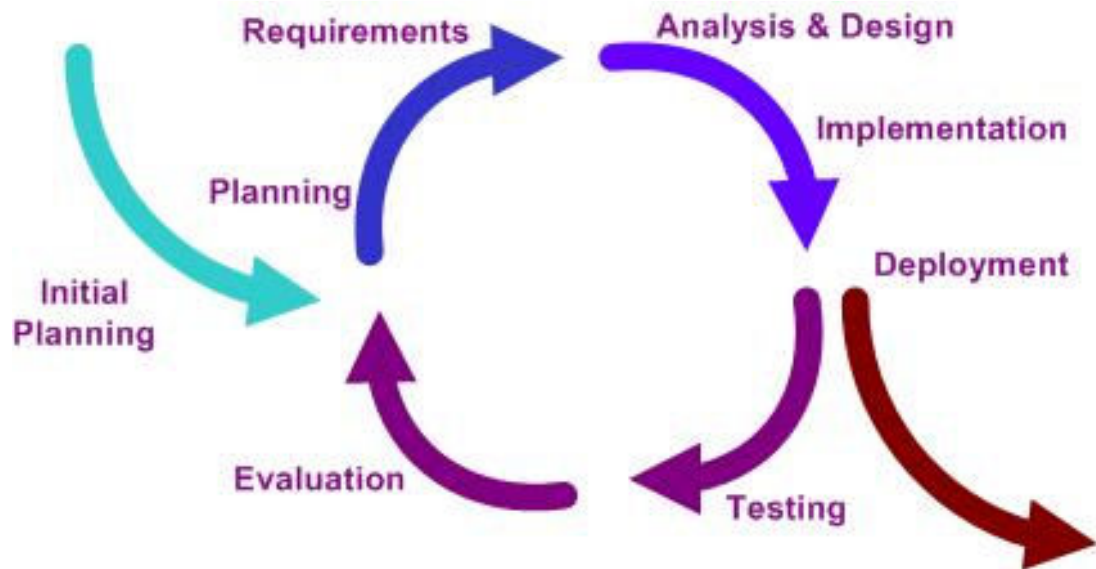 Requirements
Analysis & Design
Implementation
Planning
Deployment
Initial
Planning
Evaluation
Testing